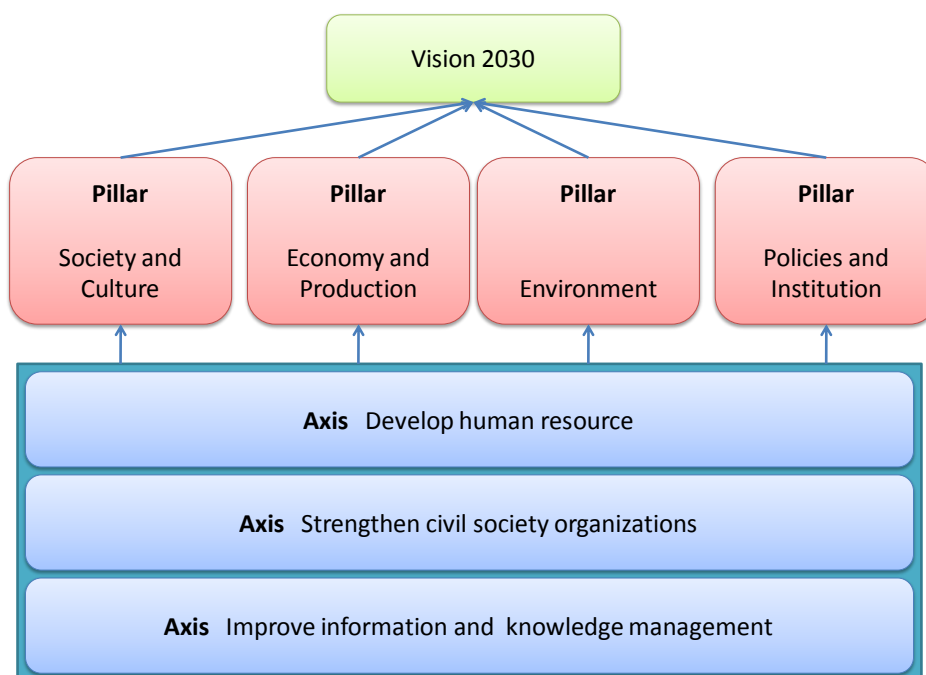 Vision 2030
Pillar
Society and
Culture
Pillar
Economy and
Production
Pillar
Environment
Pillar
Policies and
Institution
Axis Develop human resource
Axis Strengthen civil society organizations
Axis Improve information and knowledge management